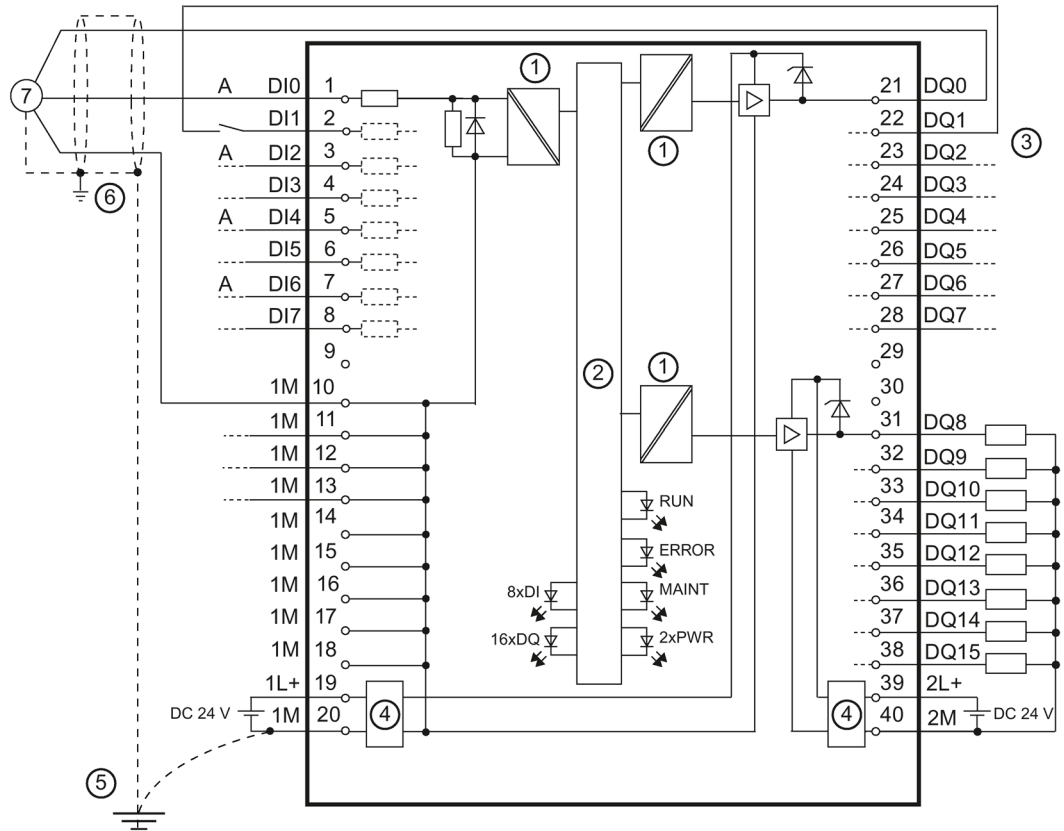 1
A DI0 1 21 DQ0
7
DI1 2 22 DQ1
1
3
A DI2 3 23 DQ2
DI3 4 24 DQ3
6
A DI4 5 25 DQ4
DI5 6 26 DQ5
A DI6 7 27 DQ6
DI7 8 28 DQ7
9 29
1
2
1M 10 30
1M 11 31 DQ8
1M 12 32 DQ9
1M 13 33 DQ10
RUN
1M 14 34 DQ11
1M 15 35 DQ12
ERROR
1M 16 36 DQ13
8xDI MAINT
1M 17 37 DQ14
16xDQ 2xPWR
1M 18 38 DQ15
1L+ 19 39 2L+
DC 24 V 1M 20 4 4 40 2M DC 24 V
5